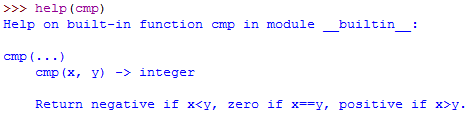 >>> help(cmp)
Help on built-in function cmp in module __builtin__:
cmp(...)
    cmp(x, y) -> integer
    Return negative if x<y, zero if x==y, positive if x>y.